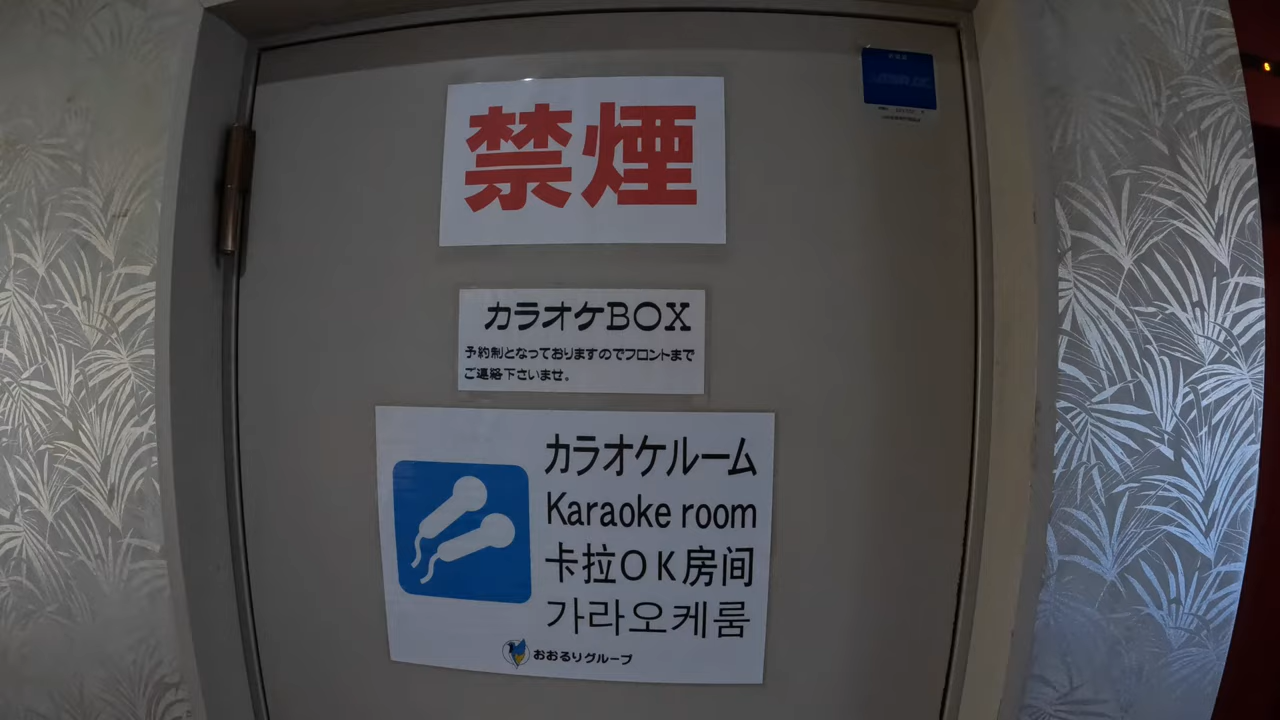 禁煙
カラオケBOX
予約制となっておりますのでフロントまで
ご連絡下さいませ。
カラオケルーム
Karaoke room
卡拉OK房间
가라오케룸
おおるりグループ